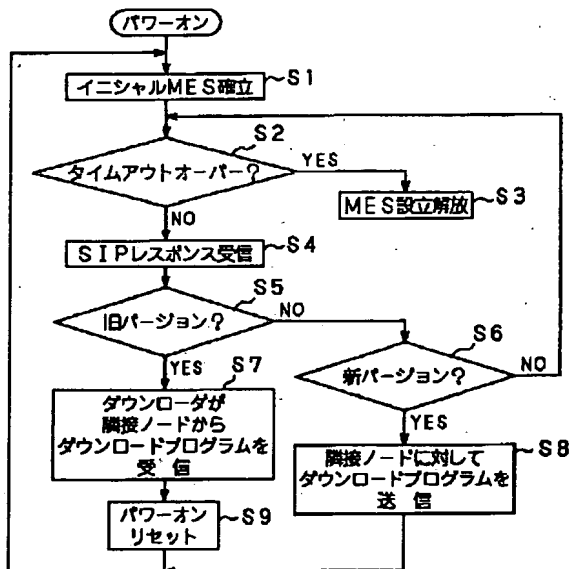 パワーオン
イニシャルMES確立
S1
S2
タイムアウトオーバー?
YES
MES設立解放
S3
NO
SIPレスポンス受信
S4
S5
旧バージョン?
NO
S6
新バージョン?
NO
YES
S7
ダウンローダが
隣接ノードから
ダウンロードプログラムを
受信
YES
S8
隣接ノードに対して
ダウンロードプログラムを
送信
パワーオン
リセット
S9